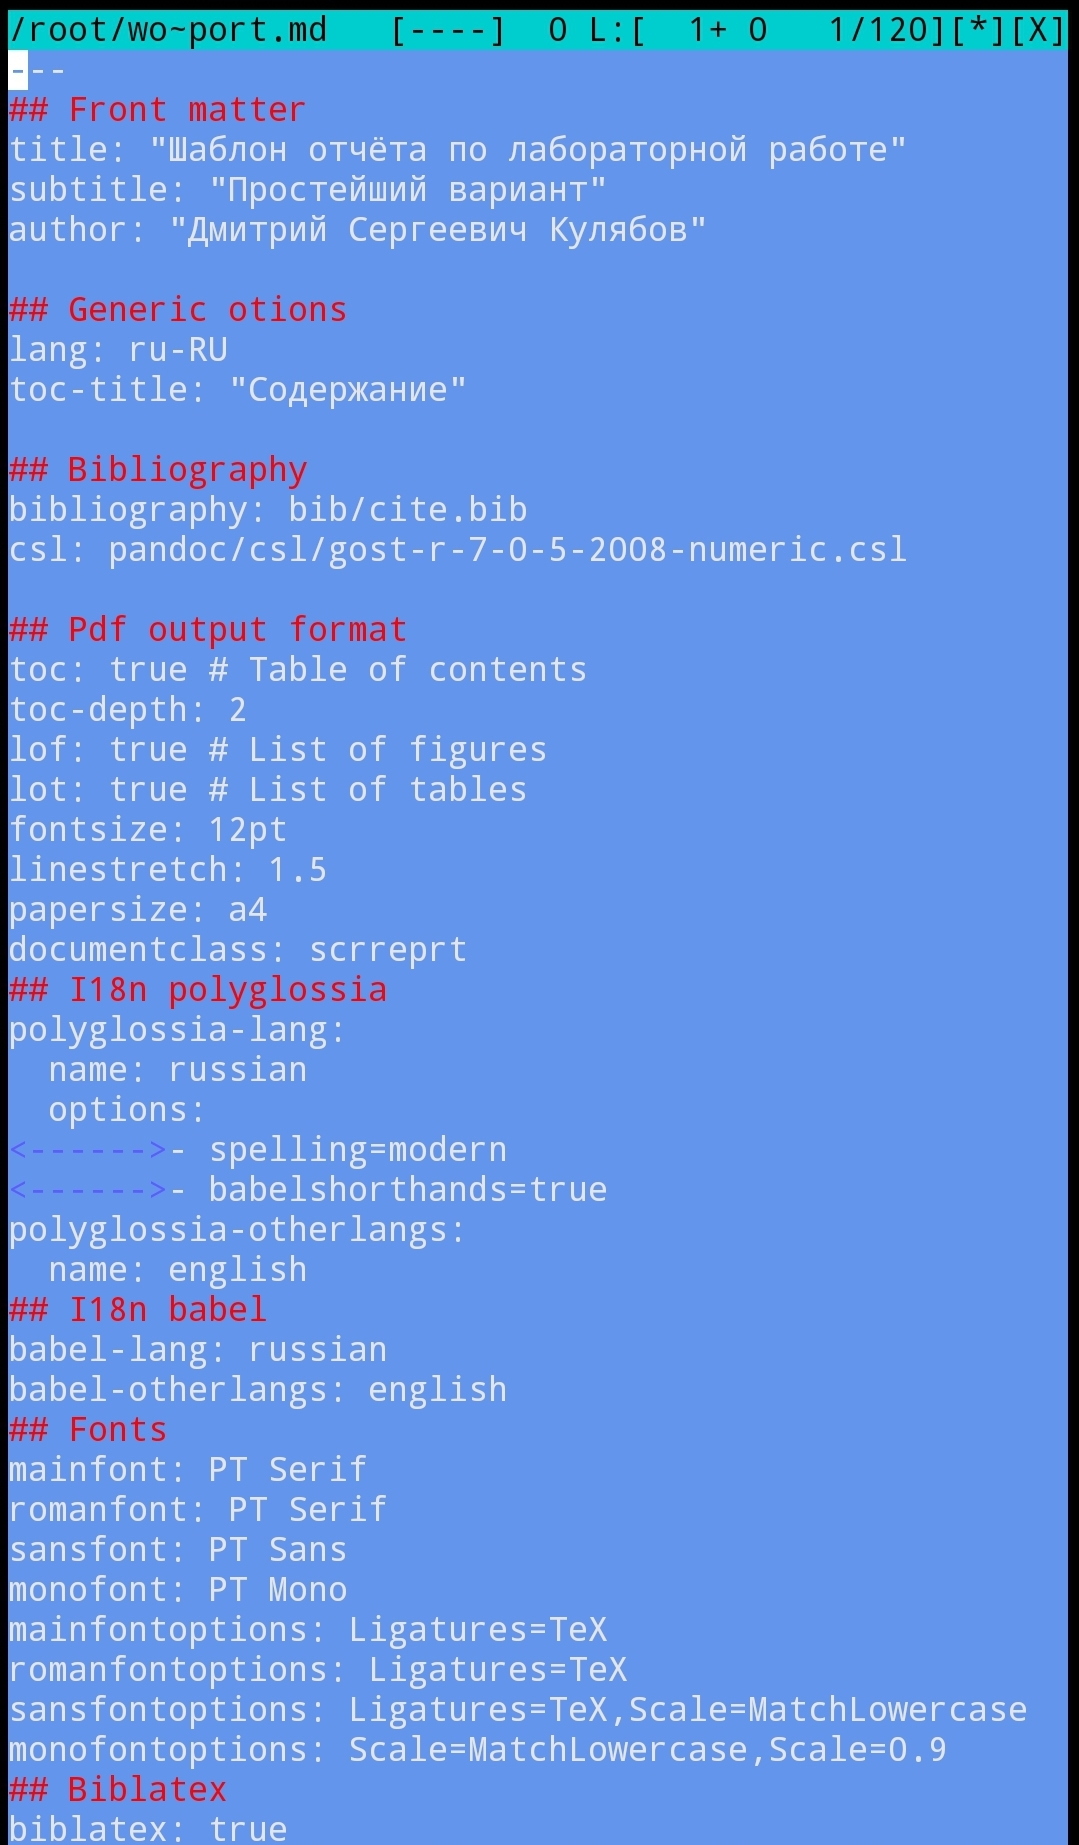 /root/wo~port.md [----] 0 L:[ 1+ 0 1/120][*][X]
---
## Front matter
title: "Шаблон отчёта по лабораторной работе"
subtitle: "Простейший вариант"
author: "Дмитрий Сергеевич Кулябов"
## Generic otions
lang: ru-RU
toc-title: "Содержание"
## Bibliography
bibliography: bib/cite.bib
csl: pandoc/csl/gost-r-7-0-5-2008-numeric.csl
## Pdf output format
toc: true # Table of contents
toc-depth: 2
lof: true # List of figures
lot: true # List of tables
fontsize: 12pt
linestretch: 1.5
papersize: a4
documentclass: scrreprt
## I18n polyglossia
polyglossia-lang:
  name: russian
  options:
<------>- spelling=modern
<------>- babelshorthands=true
polyglossia-otherlangs:
  name: english
## I18n babel
babel-lang: russian
babel-otherlangs: english
## Fonts
mainfont: PT Serif
romanfont: PT Serif
sansfont: PT Sans
monofont: PT Mono
mainfontoptions: Ligatures=TeX
romanfontoptions: Ligatures=TeX
sansfontoptions: Ligatures=TeX,Scale=MatchLowercase
monofontoptions: Scale=MatchLowercase,Scale=0.9
## Biblatex
biblatex: true